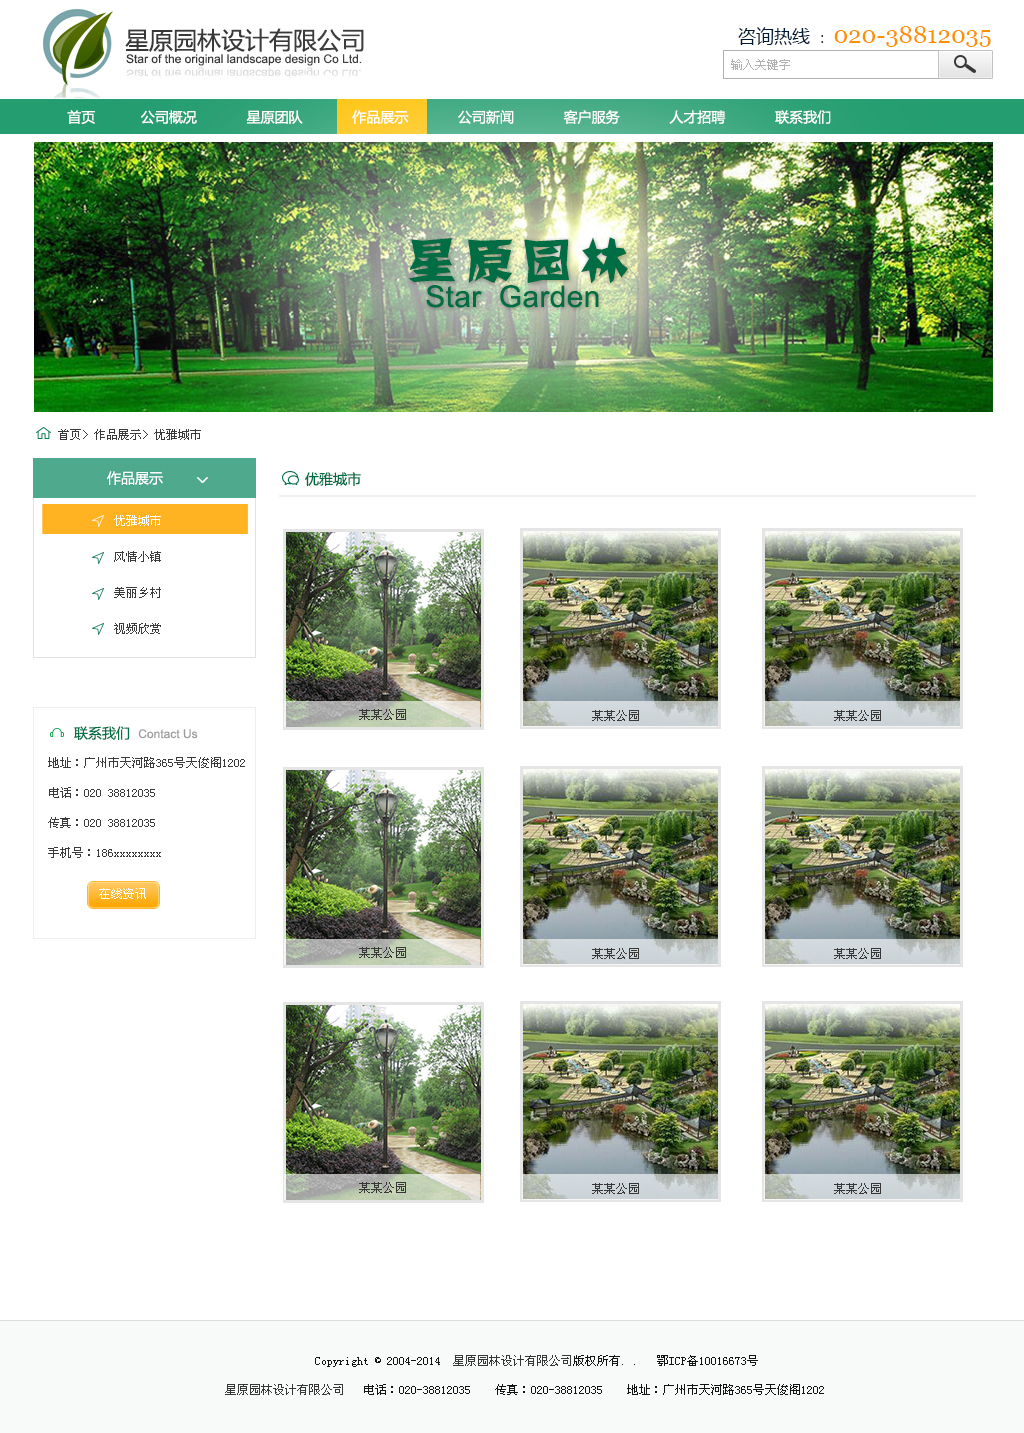 星原园林设计有限公司
Star of the original landscape design Co Ltd.
咨询热线 : 020-38812035
输入关键字
首页 公司概况 星原团队 作品展示 公司新闻 客户服务 人才招聘 联系我们
星原园林
Star Garden
首页> 作品展示> 优雅城市
作品展示
优雅城市
风情小镇
美丽乡村
视频欣赏
联系我们 Contact Us
地址：广州市天河路365号天俊阁1202
电话：020 38812035
传真：020 38812035
手机号：186xxxxxxxx
在线资讯
优雅城市
某某公园 某某公园 某某公园
某某公园 某某公园 某某公园
某某公园 某某公园 某某公园
Copyright © 2004-2014 星原园林设计有限公司版权所有. . 鄂ICP备10016673号
星原园林设计有限公司 电话：020-38812035 传真：020-38812035 地址：广州市天河路365号天俊阁1202